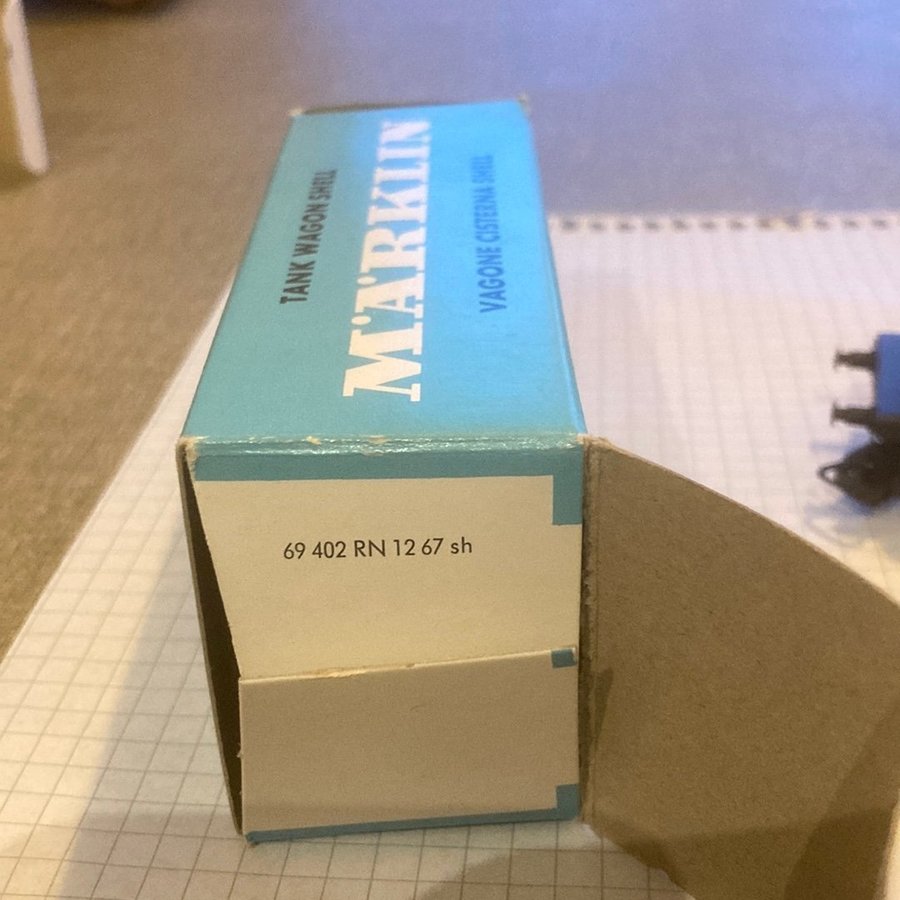 TANK WAGON SHELL
MÄRKLIN
VAGONE CISTERNA SHELL
69 402 RN 12 67 sh